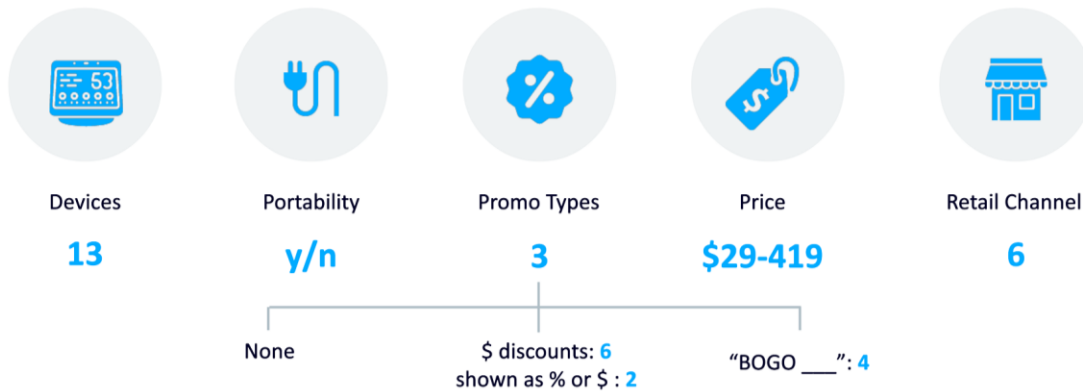 53
%
$
Devices
Portability
Promo Types
Price
Retail Channel
13
y/n
3
$29-419
6
None
$ discounts: 6
shown as % or $ : 2
“BOGO ___”: 4